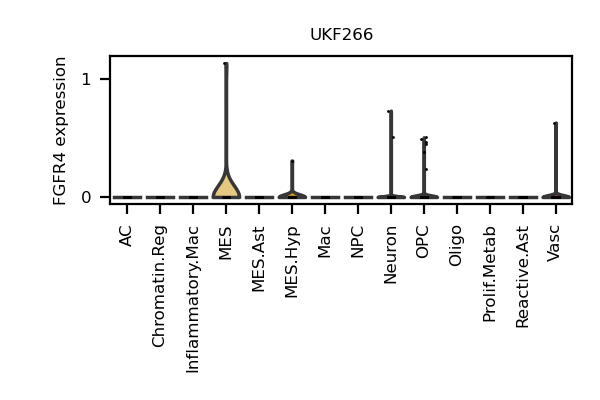 UKF266
FGFR4 expression
1
0
AC
Chromatin.Reg
Inflammatory.Mac
MES
MES.Ast
MES.Hyp
Mac
NPC
Neuron
OPC
Oligo
Prolif.Metab
Reactive.Ast
Vasc